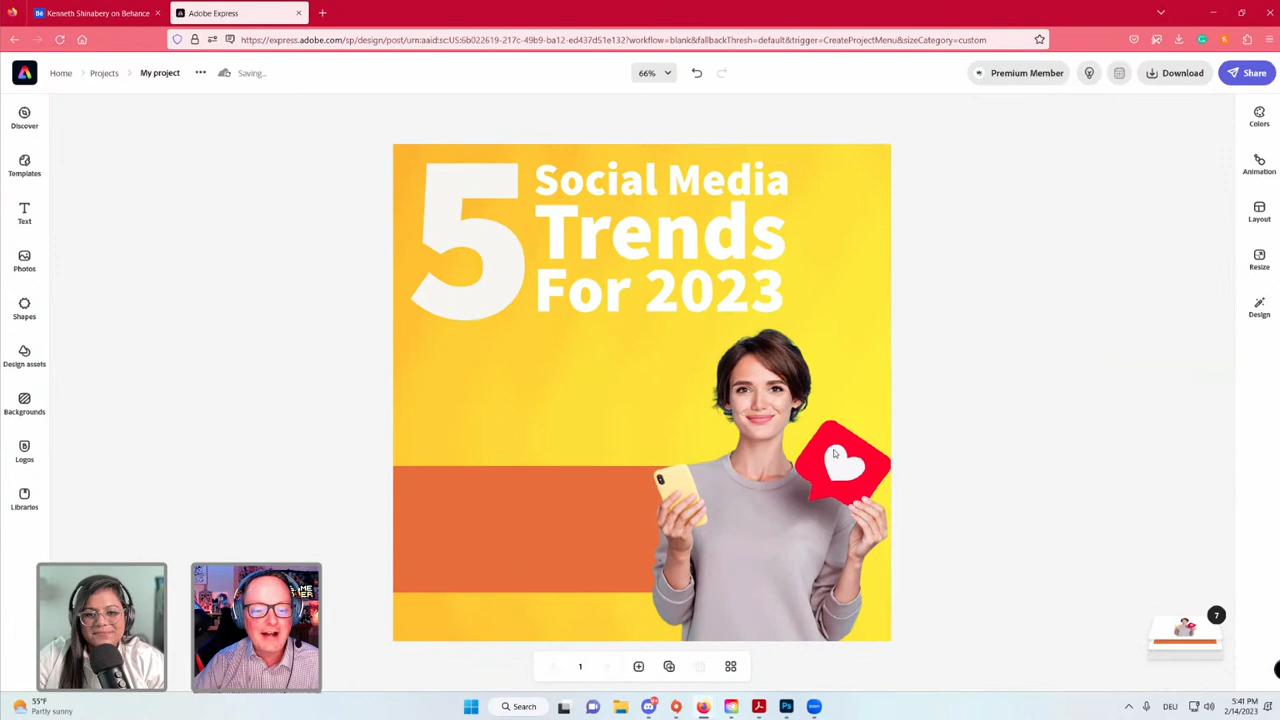 Kenneth Shinabery on Behance
Adobe Express
https://express.adobe.com/sp/design/post/urn:aaid:sc:US:6b022619-217c-49b9-ba12-ed437d51e132?workflow=blank&fallbackThresh=default&trigger=CreateProjectMenu&sizeCategory=custom
Home
Projects
My project
Saving...
66%
Premium Member
Download
Share
Discover
Templates
Text
Photos
Shapes
Design assets
Backgrounds
Logos
Libraries
Colors
Animation
Layout
Resize
Design
5 Social Media
Trends
For 2023
7
1
55°F
Partly sunny
Search
DEU
5:41 PM
2/14/2023